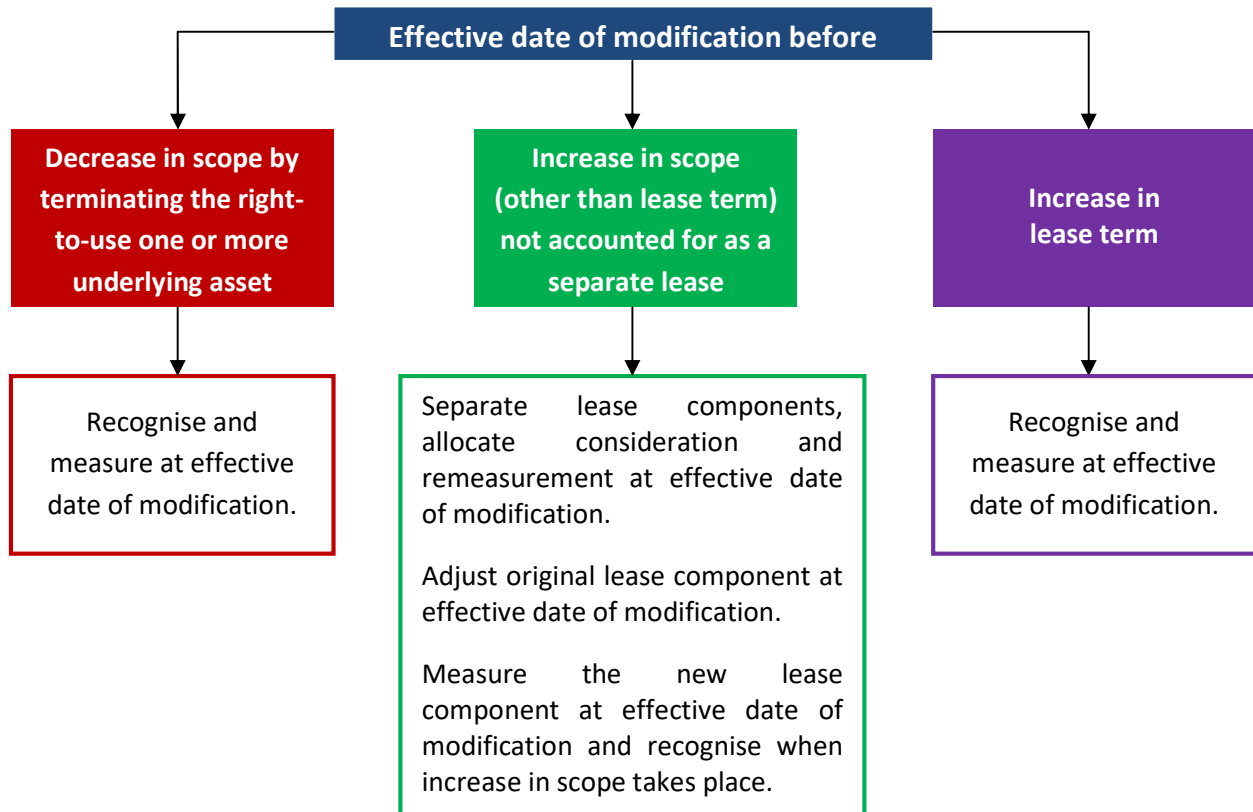 Effective date of modification before
Decrease in scope by
terminating the right-
to-use one or more
underlying asset
Increase in scope
(other than lease term)
not accounted for as a
separate lease
Increase in
lease term
Recognise and
measure at effective
date of modification.
Separate lease components,
allocate consideration and
remeasurement at effective date
of modification.
Adjust original lease component at
effective date of modification.
Measure the new lease
component at effective date of
modification and recognise when
increase in scope takes place.
Recognise and
measure at effective
date of modification.